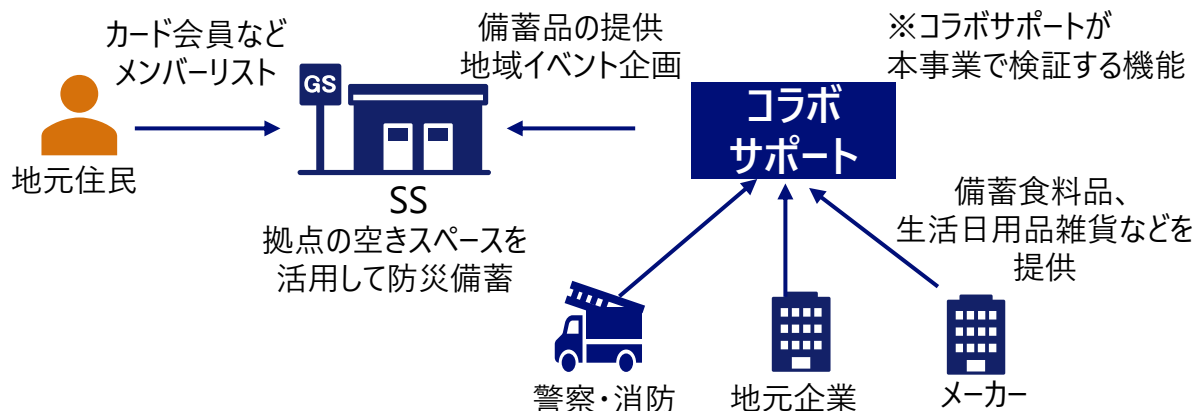 カード会員など
メンバーリスト
地元住民
GS
SS
拠点の空きスペースを
活用して防災備蓄
備蓄品の提供
地域イベント企画
※コラボサポートが
本事業で検証する機能
コラボ
サポート
備蓄食料品、
生活日用品雑貨などを
提供
警察・消防
地元企業
メーカー